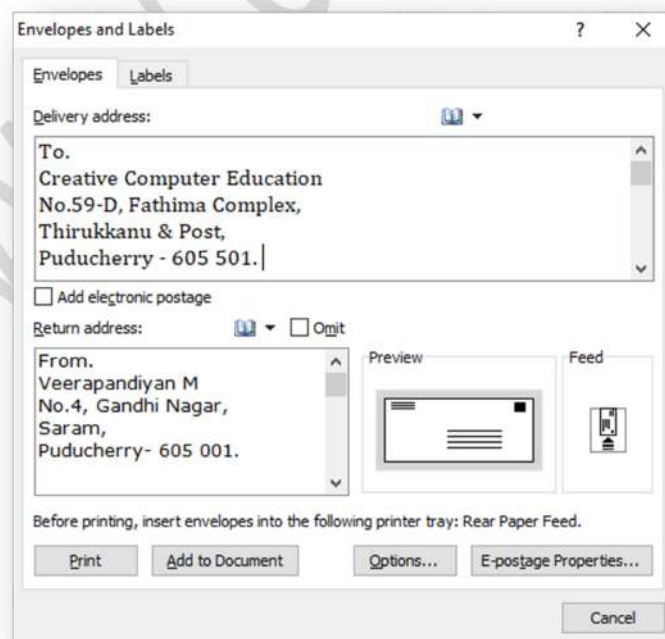 Envelopes and Labels ? ×
Envelopes Labels
Delivery address:
To.
Creative Computer Education
No.59-D, Fathima Complex,
Thirukkanu & Post,
Puducherry - 605 501.
Add electronic postage
Return address: Omit
From.
Veerapandiyan M
No.4, Gandhi Nagar,
Saram,
Puducherry- 605 001.
Preview
Feed
Before printing, insert envelopes into the following printer tray: Rear Paper Feed.
Print Add to Document Options... E-postage Properties...
Cancel